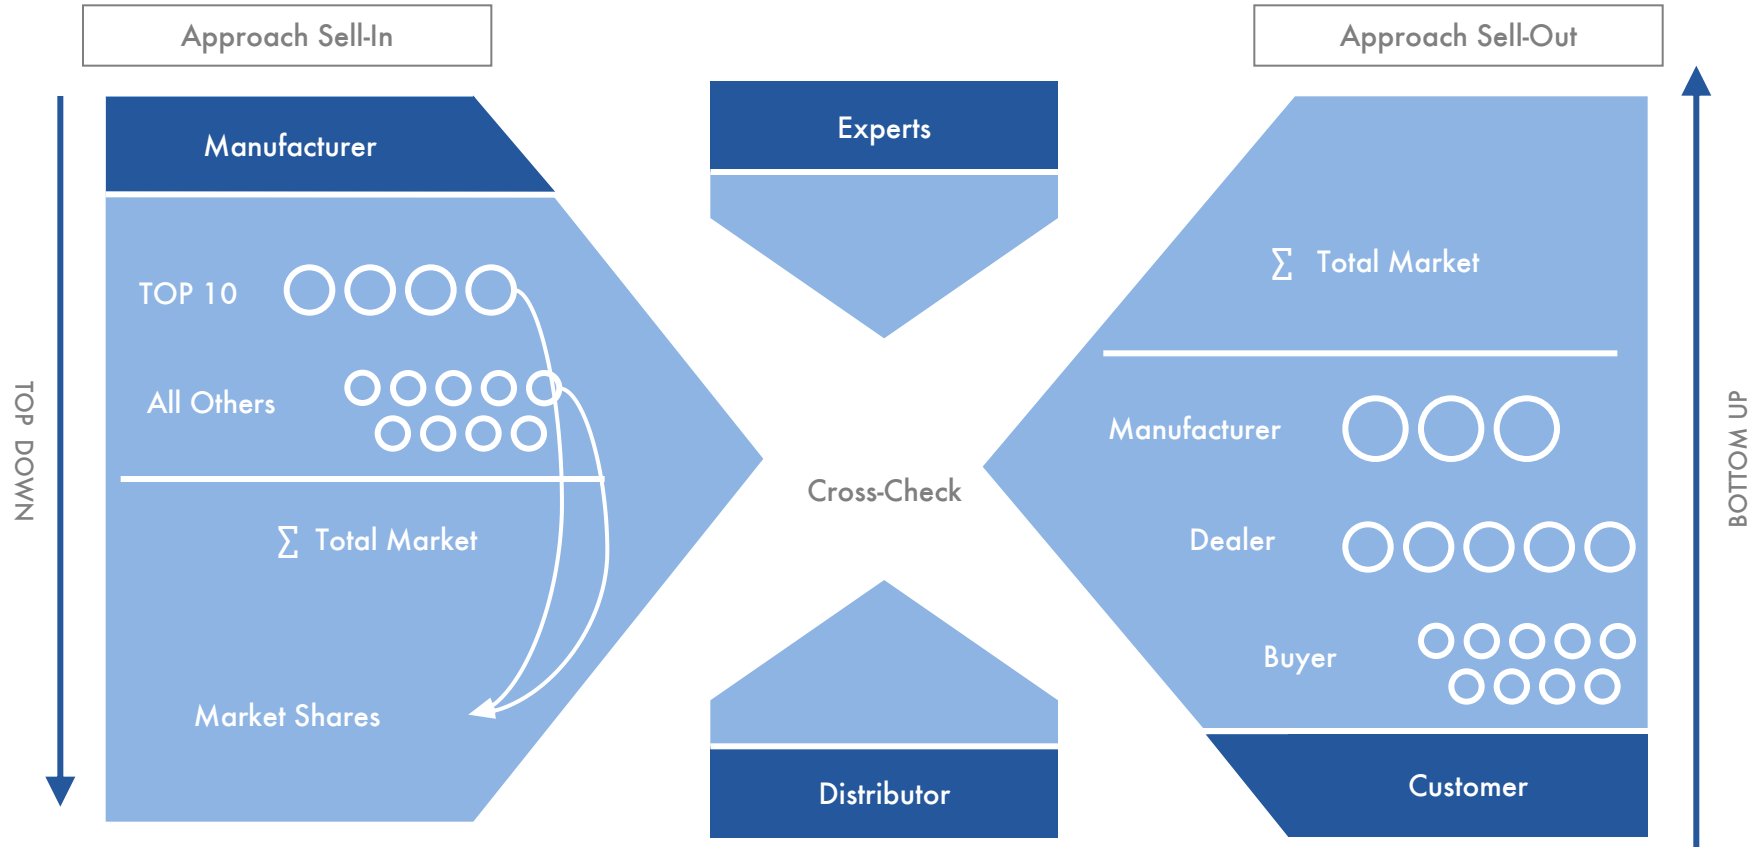 Approach Sell-In
Approach Sell-Out
Manufacturer
TOP 10
All Others
∑ Total Market
Market Shares
TOP DOWN
Experts
Cross-Check
Distributor
∑ Total Market
Manufacturer
Dealer
Buyer
Customer
BOTTOM UP